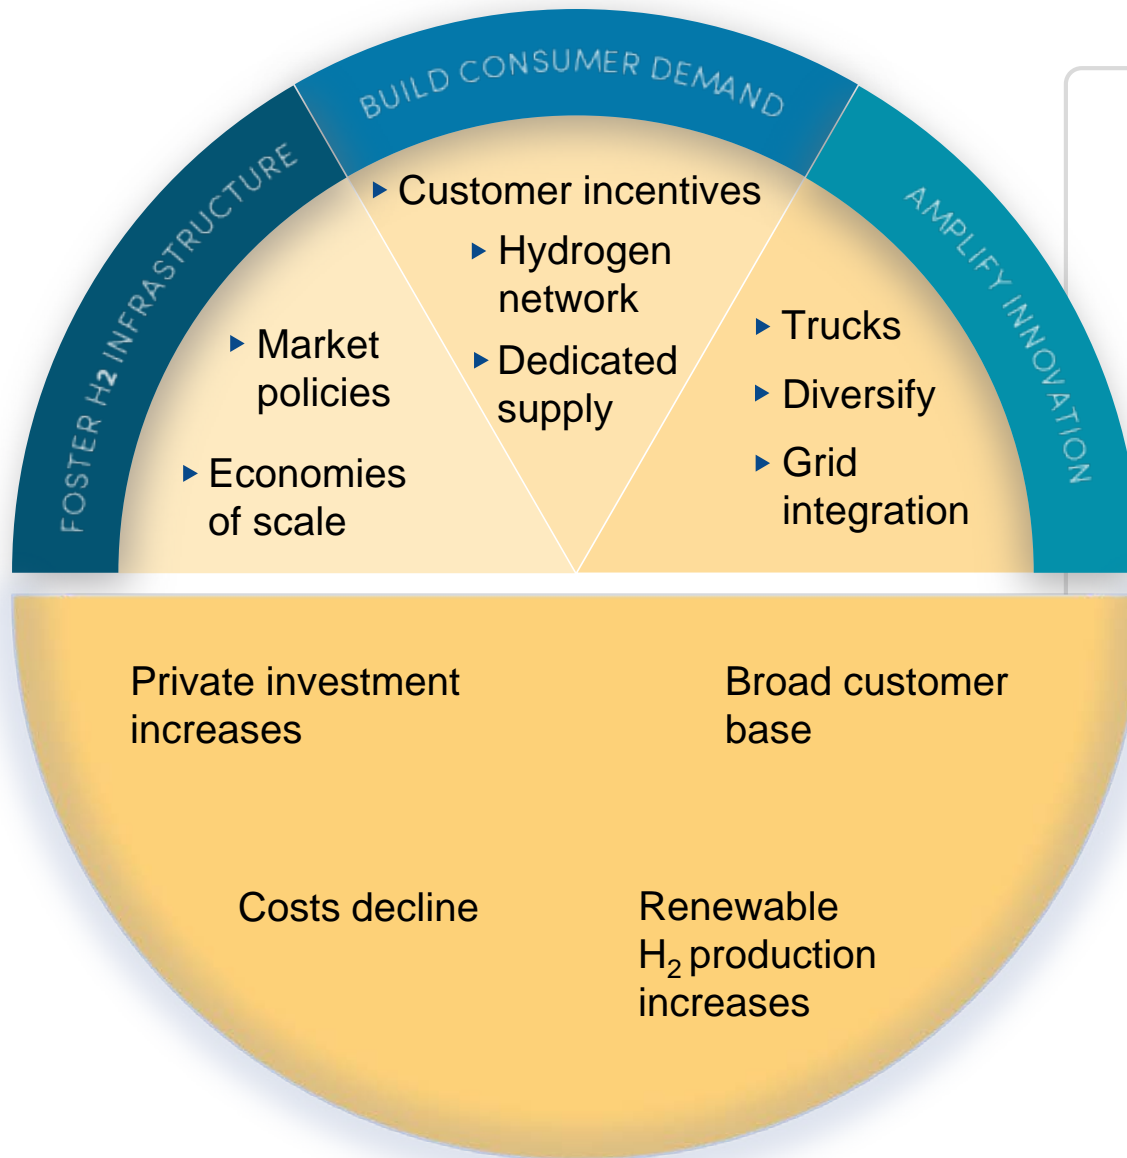 BUILD CONSUMER DEMAND
FOSTER H2 INFRASTRUCTURE
AMPLIFY INNOVATION
Customer incentives
Hydrogen
network
Dedicated
supply
Market
policies
Economies
of scale
Trucks
Diversify
Grid
integration
Private investment
increases
Broad customer
base
Costs decline
Renewable
H₂ production
increases